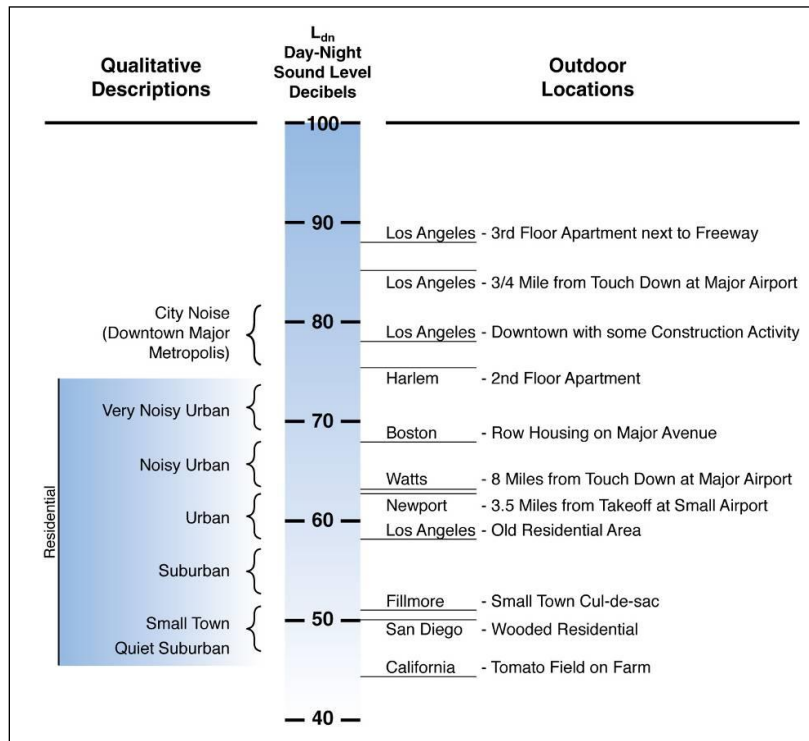 Qualitative
Descriptions
L_dn
Day-Night
Sound Level
Decibels
Outdoor
Locations
100
90
Los Angeles - 3rd Floor Apartment next to Freeway
Los Angeles - 3/4 Mile from Touch Down at Major Airport
City Noise
(Downtown Major
Metropolis)
80
Los Angeles - Downtown with some Construction Activity
Harlem - 2nd Floor Apartment
Very Noisy Urban
70
Boston - Row Housing on Major Avenue
Noisy Urban
Watts - 8 Miles from Touch Down at Major Airport
Newport - 3.5 Miles from Takeoff at Small Airport
Residential
Urban
60
Los Angeles - Old Residential Area
Suburban
Fillmore - Small Town Cul-de-sac
Small Town
50
San Diego - Wooded Residential
Quiet Suburban
California - Tomato Field on Farm
40